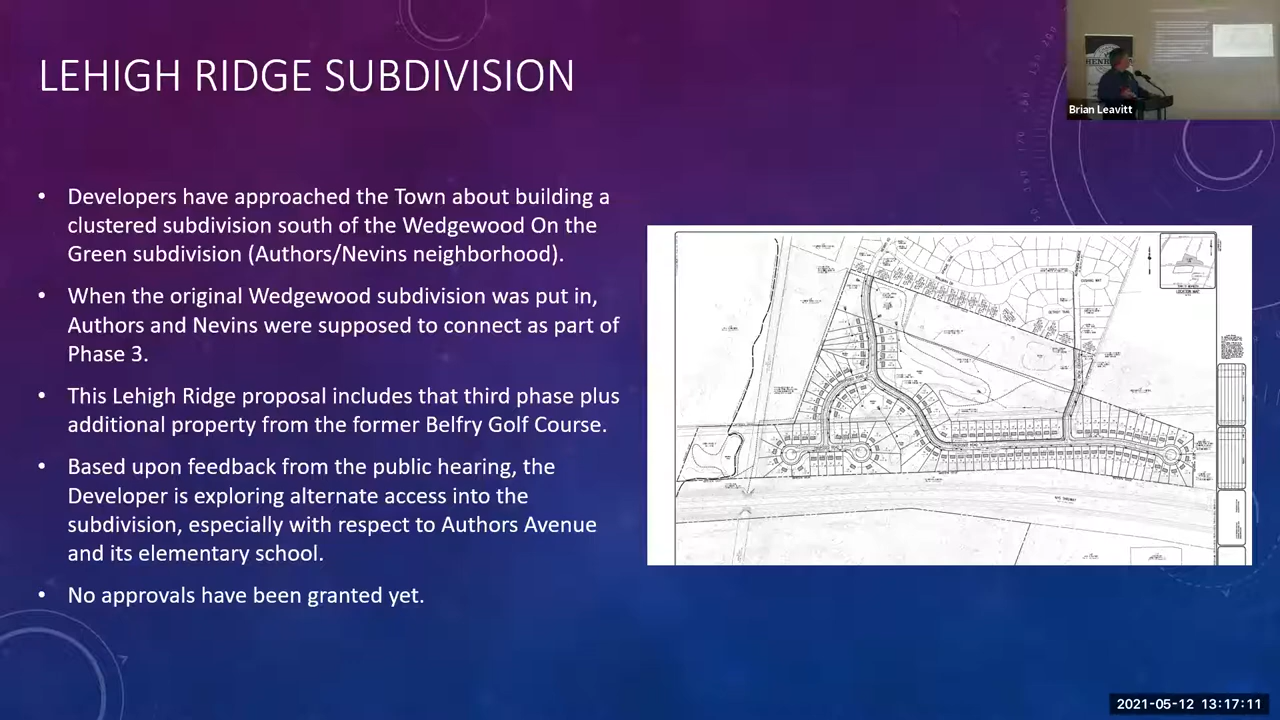 LEHIGH RIDGE SUBDIVISION
Brian Leavitt
• Developers have approached the Town about building a
clustered subdivision south of the Wedgewood On the
Green subdivision (Authors/Nevins neighborhood).
• When the original Wedgewood subdivision was put in,
Authors and Nevins were supposed to connect as part of
Phase 3.
• This Lehigh Ridge proposal includes that third phase plus
additional property from the former Belfry Golf Course.
• Based upon feedback from the public hearing, the
Developer is exploring alternate access into the
subdivision, especially with respect to Authors Avenue
and its elementary school.
• No approvals have been granted yet.
LOCATION MAP
2021-05-12 13:17:11